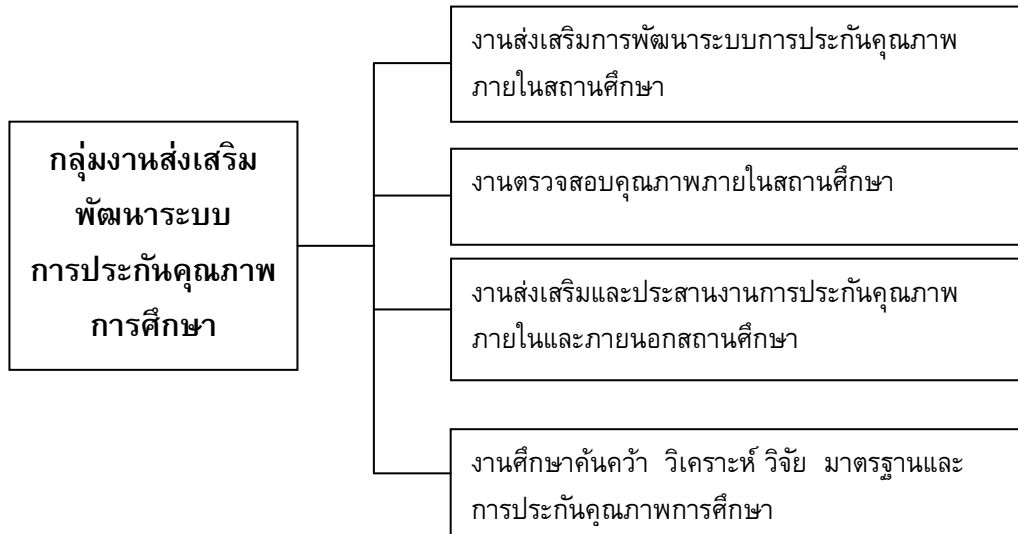 กลุ่มงานส่งเสริม
พัฒนาระบบ
การประกันคุณภาพ
การศึกษา
งานส่งเสริมการพัฒนาระบบการประกันคุณภาพ
ภายในสถานศึกษา
งานตรวจสอบคุณภาพภายในสถานศึกษา
งานส่งเสริมและประสานงานการประกันคุณภาพ
ภายในและภายนอกสถานศึกษา
งานศึกษาค้นคว้า วิเคราะห์ วิจัย มาตรฐานและ
การประกันคุณภาพการศึกษา